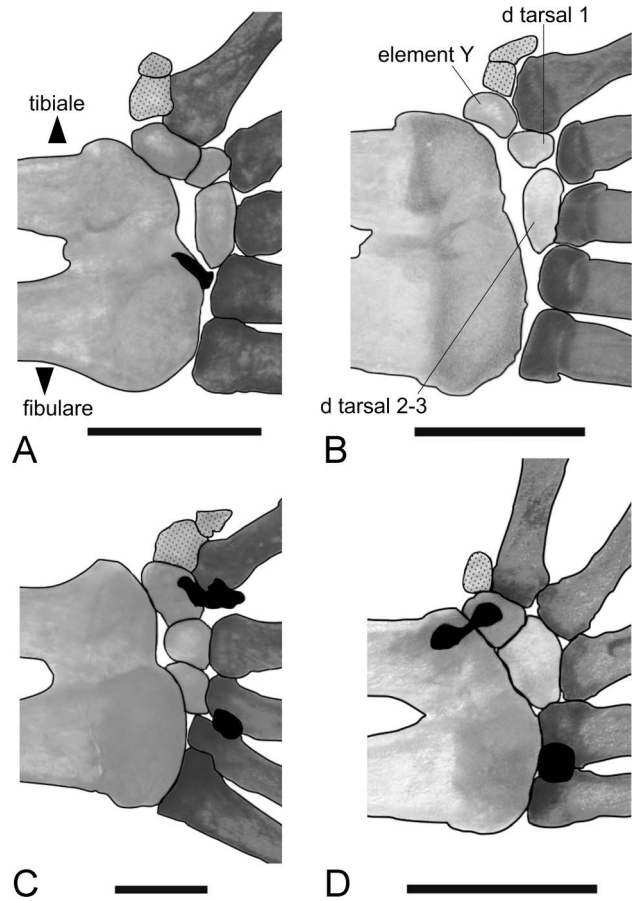 d tarsal 1
element Y
tibiale
fibulare
d tarsal 2-3
A
B
C
D